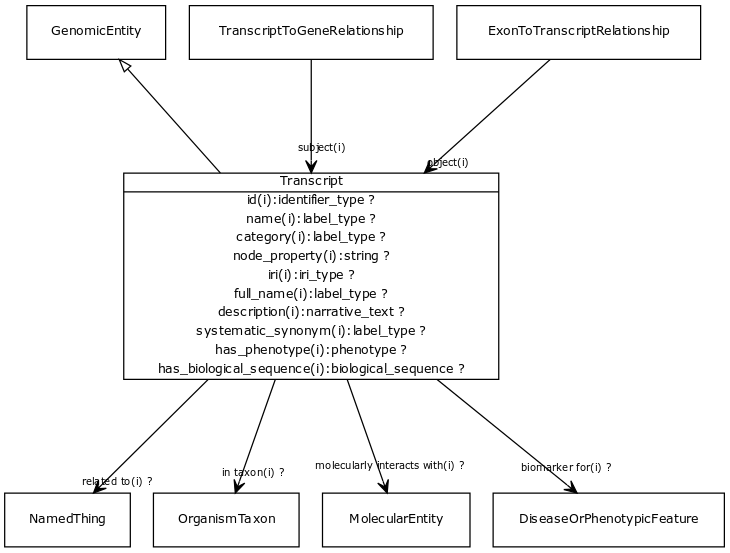 GenomicEntity
TranscriptToGeneRelationship
ExonToTranscriptRelationship
subject(i)
object(i)
Transcript
id(i):identifier_type ?
name(i):label_type ?
category(i):label_type ?
node_property(i):string ?
iri(i):iri_type ?
full_name(i):label_type ?
description(i):narrative_text ?
systematic_synonym(i):label_type ?
has_phenotype(i):phenotype ?
has_biological_sequence(i):biological_sequence ?
related to(i) ?
in taxon(i) ?
molecularly interacts with(i) ?
biomarker for(i) ?
NamedThing
OrganismTaxon
MolecularEntity
DiseaseOrPhenotypicFeature